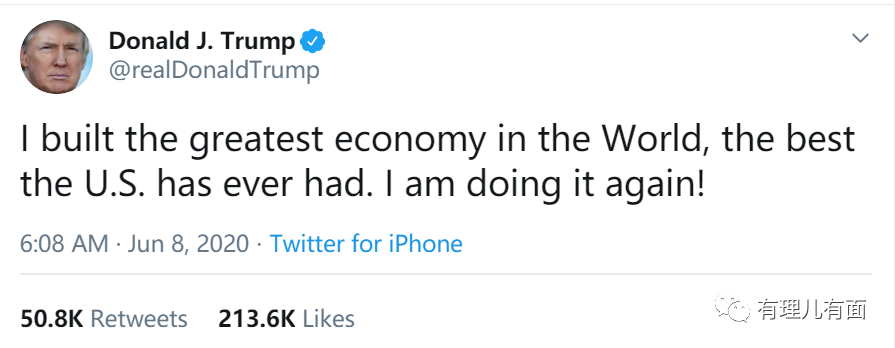 Donald J. Trump
@realDonaldTrump
I built the greatest economy in the World, the best
the U.S. has ever had. I am doing it again!
6:08 AM · Jun 8, 2020 · Twitter for iPhone
50.8K Retweets 213.6K Likes
有理儿有面